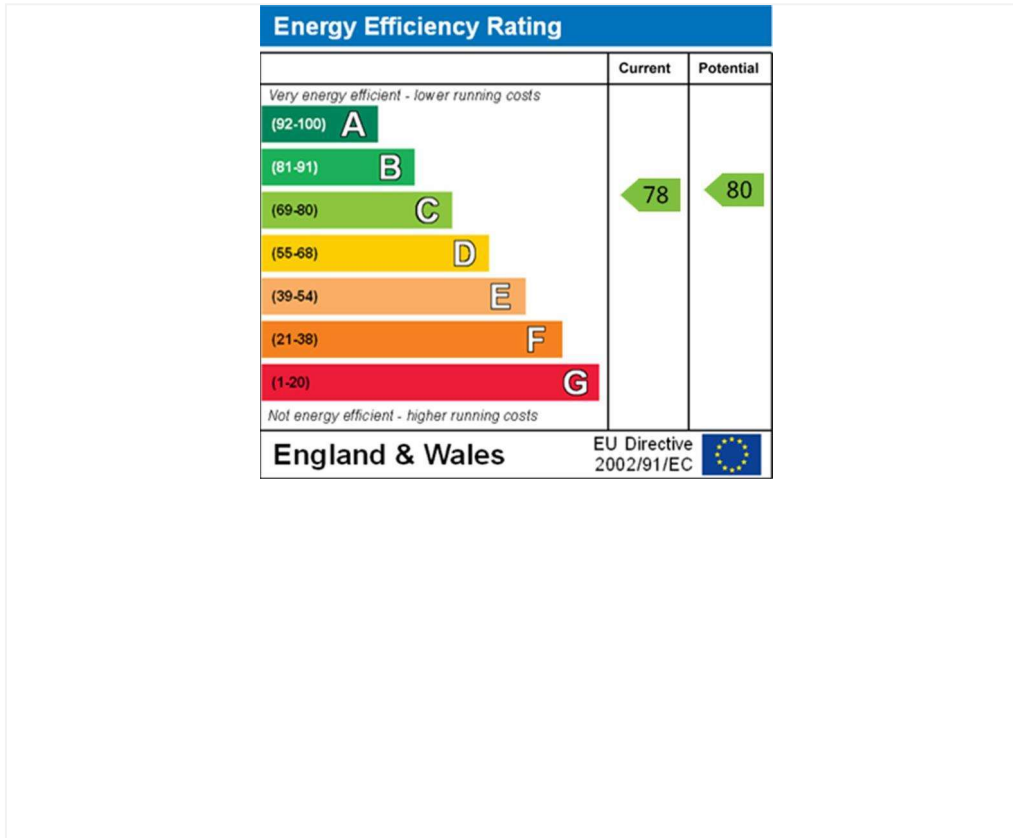 Energy Efficiency Rating
Current Potential
Very energy efficient - lower running costs
(92-100) A
(81-91) B
(69-80) C
78 80
(55-68) D
(39-54) E
(21-38) F
(1-20) G
Not energy efficient - higher running costs
England & Wales
EU Directive
2002/91/EC